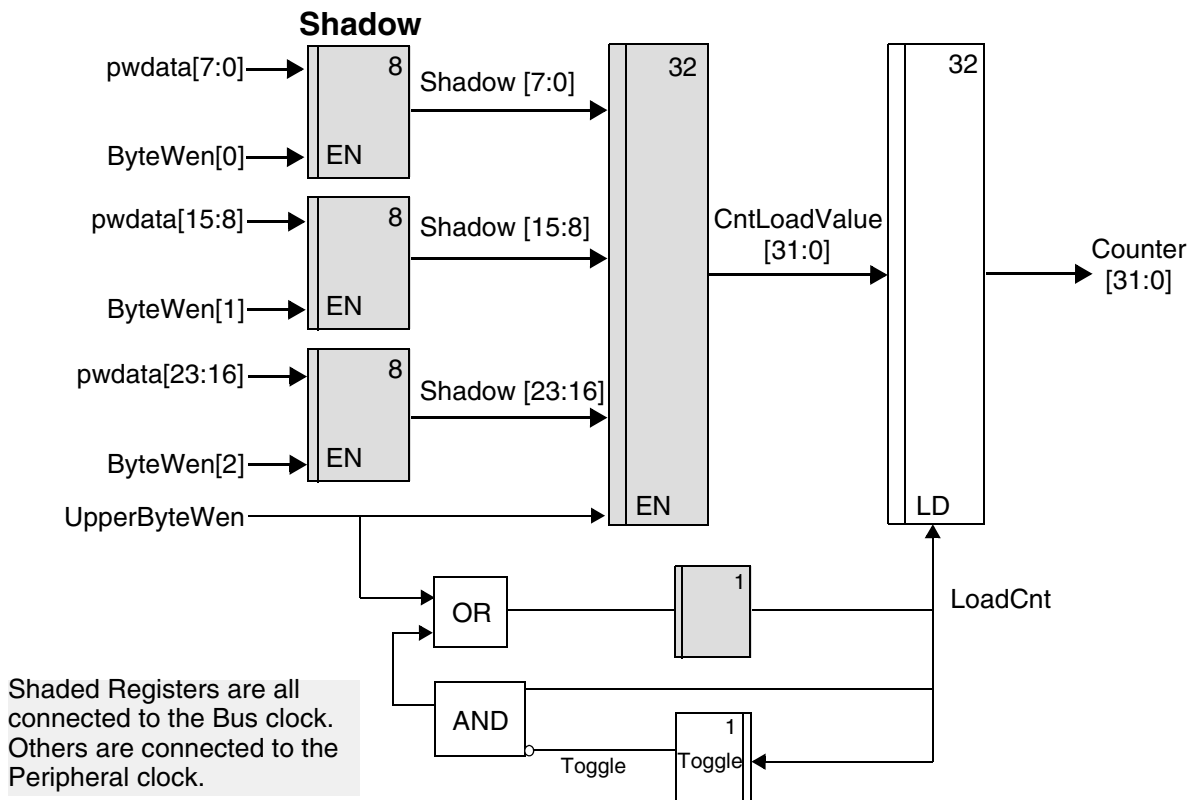 Shadow
pwdata[7:0]
8
Shadow [7:0]
32
32
ByteWen[0]
EN
pwdata[15:8]
8
Shadow [15:8]
CntLoadValue
[31:0]
Counter
[31:0]
ByteWen[1]
EN
pwdata[23:16]
8
Shadow [23:16]
ByteWen[2]
EN
UpperByteWen
EN
LD
OR
1
LoadCnt
AND
1
Toggle
Toggle
Shaded Registers are all
connected to the Bus clock.
Others are connected to the
Peripheral clock.